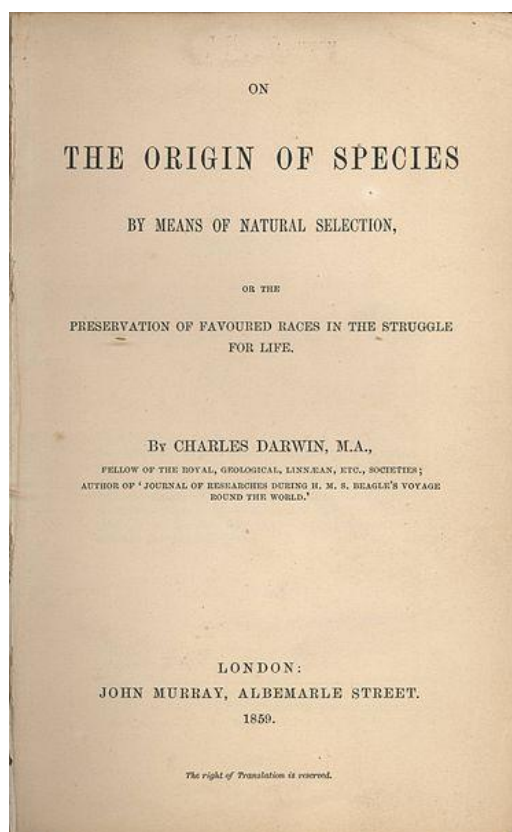 ON
THE ORIGIN OF SPECIES
BY MEANS OF NATURAL SELECTION,
OR THE
PRESERVATION OF FAVOURED RACES IN THE STRUGGLE
FOR LIFE.
By CHARLES DARWIN, M.A.,
FELLOW OF THE ROYAL, GEOLOGICAL, LINNÆAN, ETC., SOCIETIES;
AUTHOR OF ‘JOURNAL OF RESEARCHES DURING H. M. S. BEAGLE’S VOYAGE
ROUND THE WORLD.’
LONDON:
JOHN MURRAY, ALBEMARLE STREET.
1859.
The right of Translation is reserved.